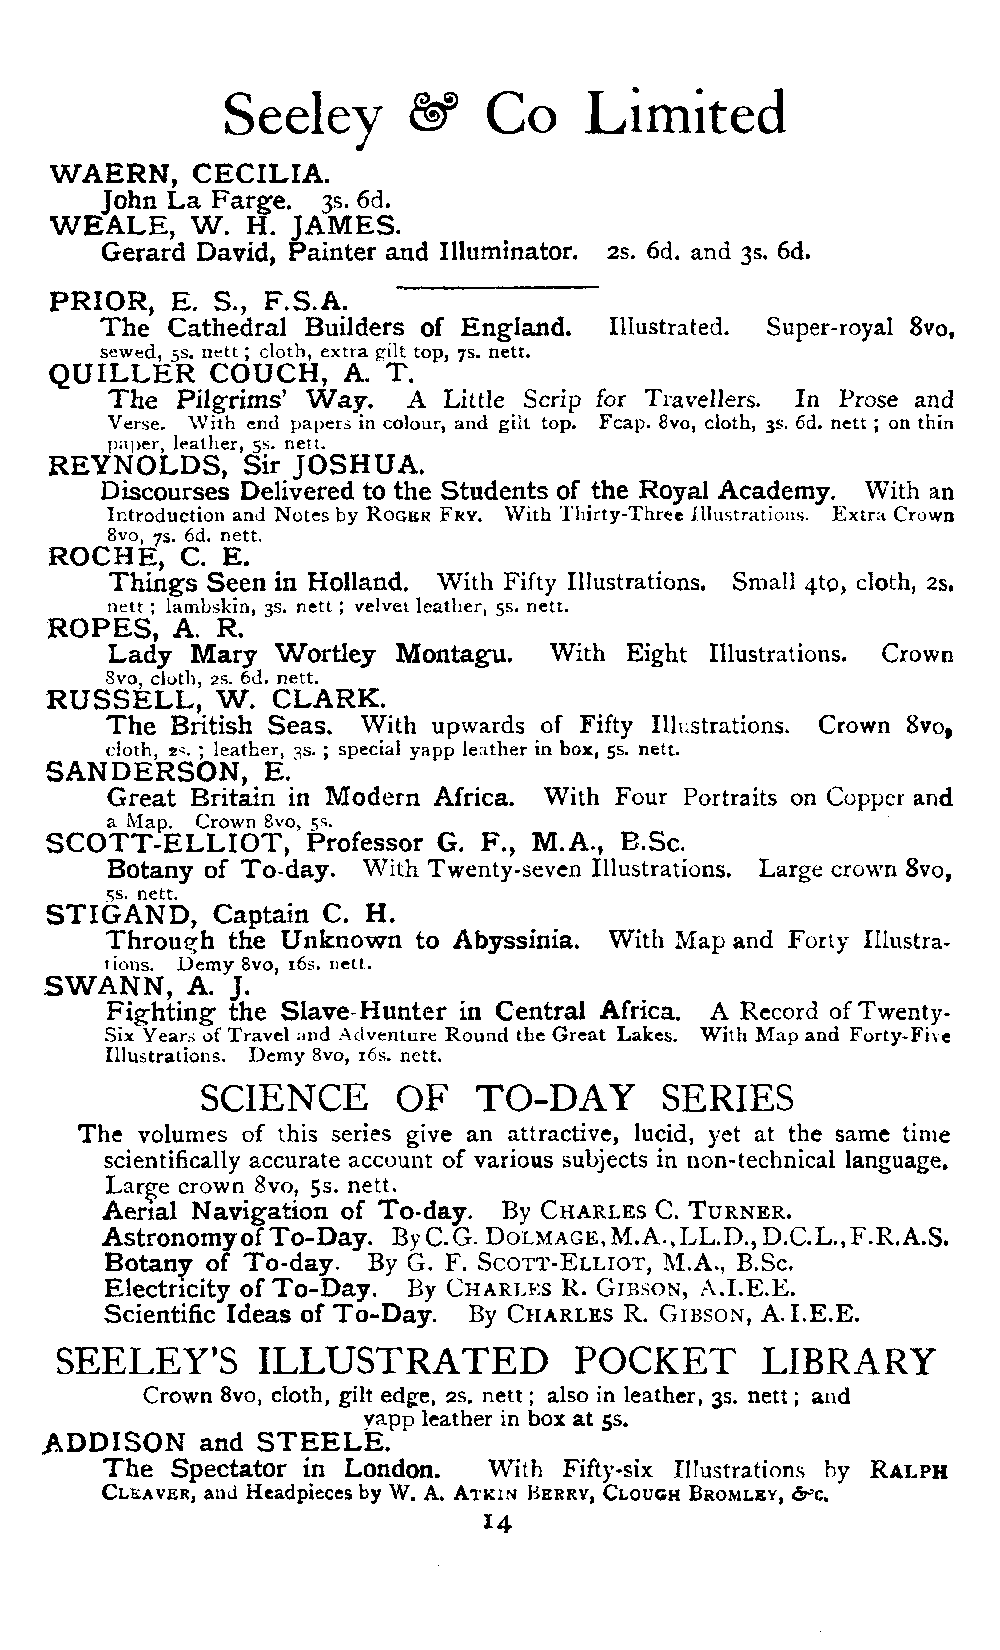 Seeley & Co Limited
WAERN, CECILIA.
John La Farge. 3s. 6d.
WEALE, W. H. JAMES.
Gerard David, Painter and Illuminator. 2s. 6d. and 3s. 6d.
PRIOR, E. S., F.S.A.
The Cathedral Builders of England. Illustrated. Super-royal 8vo,
sewed, 5s. nett; cloth, extra gilt top, 7s. nett.
QUILLER COUCH, A. T.
The Pilgrims' Way. A Little Scrip for Travellers. In Prose and
Verse. With end papers in colour, and gilt top. Fcap. 8vo, cloth, 3s. 6d. nett; on thin
paper, leather, 5s. nett.
REYNOLDS, Sir JOSHUA.
Discourses Delivered to the Students of the Royal Academy. With an
Introduction and Notes by ROGER FRY. With Thirty-Three Illustrations. Extra Crown
8vo, 7s. 6d. nett.
ROCHE, C. E.
Things Seen in Holland. With Fifty Illustrations. Small 4to, cloth, 2s.
nett; lambskin, 3s. nett; velvet leather, 5s. nett.
ROPES, A. R.
Lady Mary Wortley Montagu. With Eight Illustrations. Crown
8vo, cloth, 2s. 6d. nett.
RUSSELL, W. CLARK.
The British Seas. With upwards of Fifty Illustrations. Crown 8vo,
cloth, 2s.; leather, 3s.; special yapp leather in box, 5s. nett.
SANDERSON, E.
Great Britain in Modern Africa. With Four Portraits on Copper and
a Map. Crown 8vo, 5s.
SCOTT-ELLIOT, Professor G. F., M.A., B.Sc.
Botany of To-day. With Twenty-seven Illustrations. Large crown 8vo,
5s. nett.
STIGAND, Captain C. H.
Through the Unknown to Abyssinia. With Map and Forty Illustra-
tions. Demy 8vo, 16s. nett.
SWANN, A. J.
Fighting the Slave-Hunter in Central Africa. A Record of Twenty-
Six Years of Travel and Adventure Round the Great Lakes. With Map and Forty-Five
Illustrations. Demy 8vo, 16s. nett.
SCIENCE OF TO-DAY SERIES
The volumes of this series give an attractive, lucid, yet at the same time
scientifically accurate account of various subjects in non-technical language.
Large crown 8vo, 5s. nett.
Aerial Navigation of To-day. By CHARLES C. TURNER.
Astronomy of To-Day. By C. G. DOLMAGE, M.A., LL.D., D.C.L., F.R.A.S.
Botany of To-day. By G. F. SCOTT-ELLIOT, M.A., B.Sc.
Electricity of To-Day. By CHARLES R. GIBSON, A.I.E.E.
Scientific Ideas of To-Day. By CHARLES R. GIBSON, A.I.E.E.
SEELEY'S ILLUSTRATED POCKET LIBRARY
Crown 8vo, cloth, gilt edge, 2s. nett; also in leather, 3s. nett; and
yapp leather in box at 5s.
ADDISON and STEELE.
The Spectator in London. With Fifty-six Illustrations by RALPH
CLEAVER, and Headpieces by W. A. ATKIN BERRY, CLOUGH BROMLEY, &c.
14